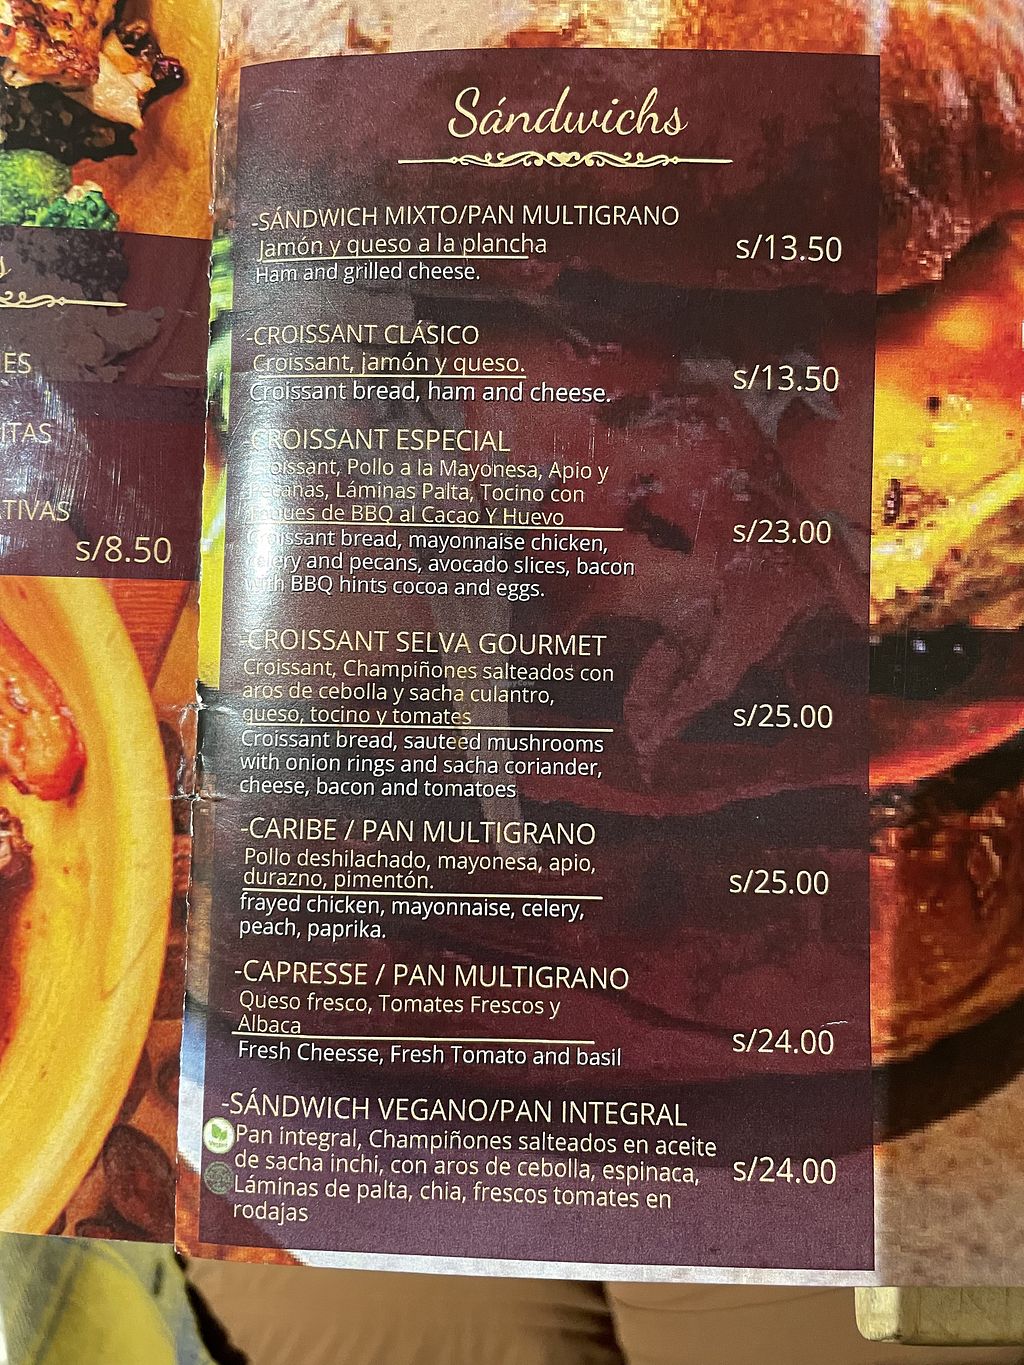 Sándwichs
-SÁNDWICH MIXTO/PAN MULTIGRANO
Jamón y queso a la plancha
s/13.50
Ham and grilled cheese.
-CROISSANT CLÁSICO
Croissant, jamón y queso.
s/13.50
Croissant bread, ham and cheese.
CROISSANT ESPECIAL
Croissant, Pollo a la Mayonesa, Apio y
Pecanas, Láminas Palta, Tocino con
toques de BBQ al Cacao Y Huevo
s/23.00
Croissant bread, mayonnaise chicken,
celery and pecans, avocado slices, bacon
with BBQ hints cocoa and eggs.
-CROISSANT SELVA GOURMET
Croissant, Champiñones salteados con
aros de cebolla y sacha culantro,
queso, tocino y tomates
s/25.00
Croissant bread, sauteed mushrooms
with onion rings and sacha coriander,
cheese, bacon and tomatoes
-CARIBE / PAN MULTIGRANO
Pollo deshilachado, mayonesa, apio,
durazno, pimentón.
s/25.00
frayed chicken, mayonnaise, celery,
peach, paprika.
-CAPRESSE / PAN MULTIGRANO
Queso fresco, Tomates Frescos y
Albaca
s/24.00
Fresh Cheesse, Fresh Tomato and basil
-SÁNDWICH VEGANO/PAN INTEGRAL
Pan integral, Champiñones salteados en aceite
de sacha inchi, con aros de cebolla, espinaca,
s/24.00
Láminas de palta, chia, frescos tomates en
rodajas
ES
ITAS
TIVAS
s/8.50